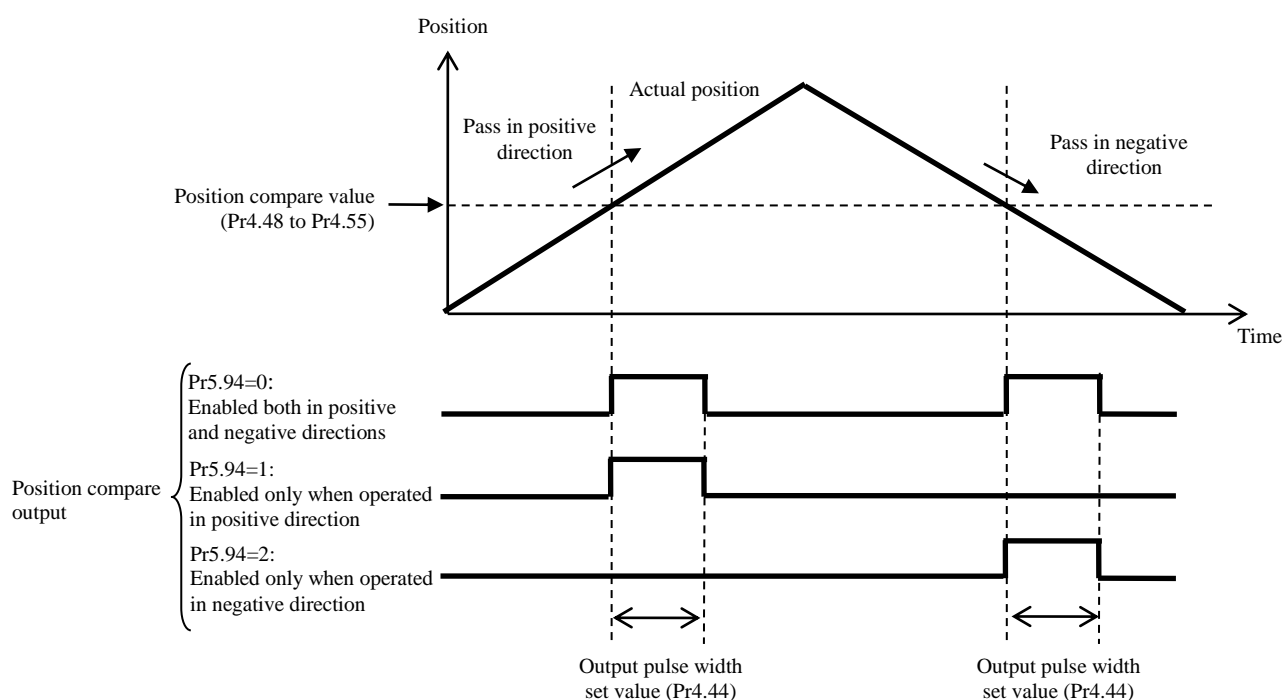 Position
Actual position
Pass in positive
direction
Pass in negative
direction
Position compare value
(Pr4.48 to Pr4.55)
Time
Pr5.94=0:
Enabled both in positive
and negative directions
Pr5.94=1:
Enabled only when operated
in positive direction
Position compare
output
Pr5.94=2:
Enabled only when operated
in negative direction
Output pulse width
set value (Pr4.44)
Output pulse width
set value (Pr4.44)